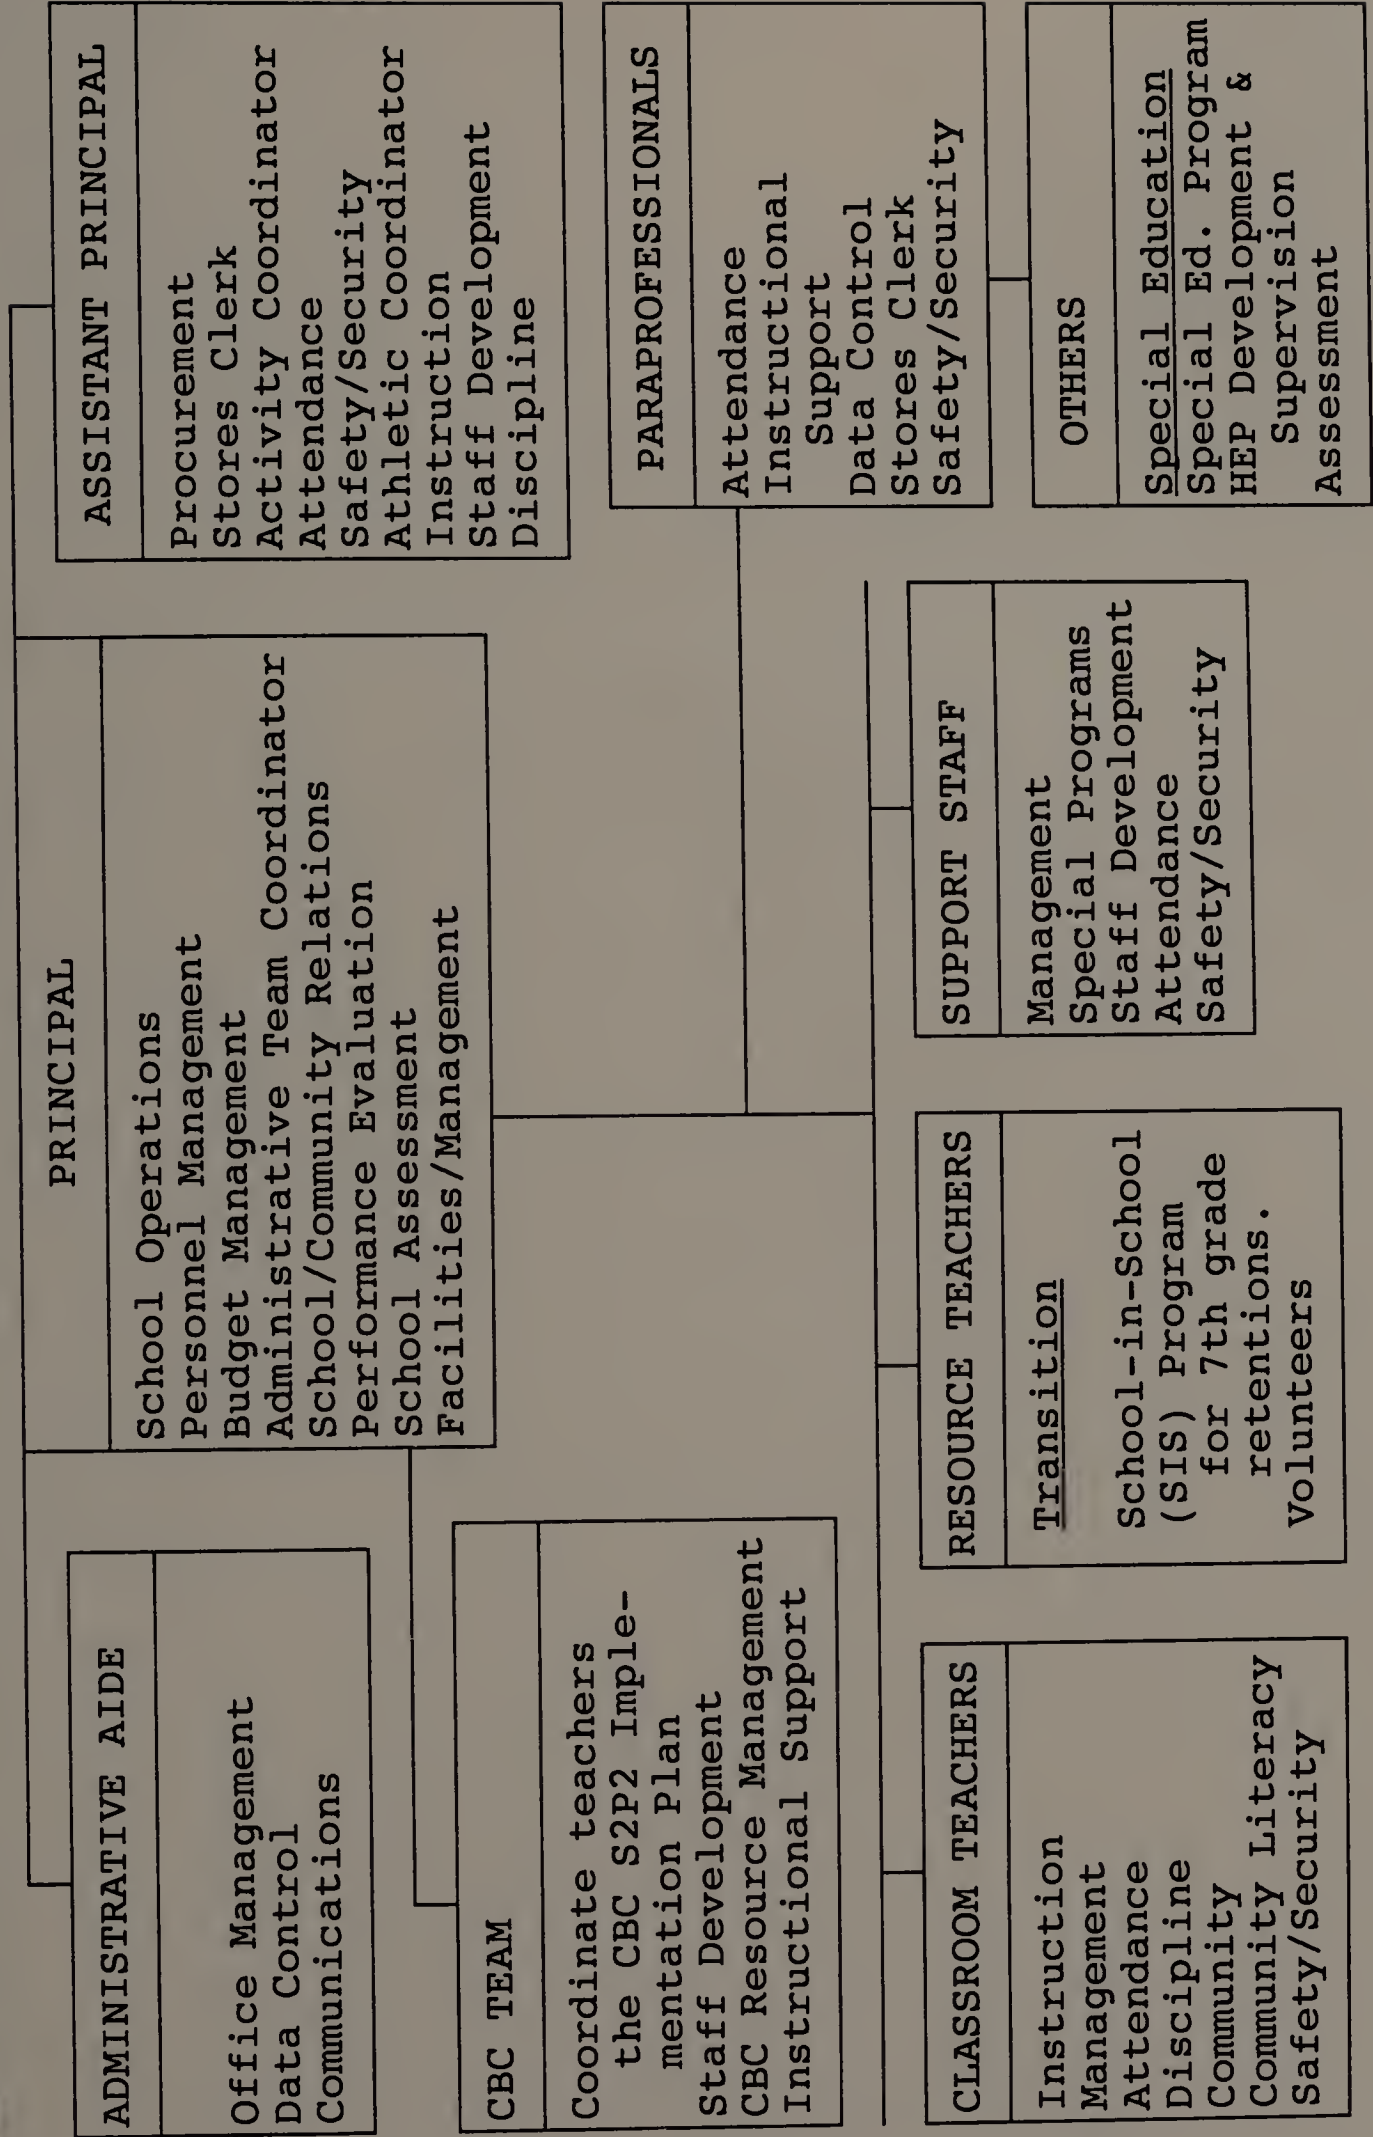 PRINCIPAL
School Operations
Personnel Management
Budget Management
Administrative Team Coordinator
School/Community Relations
Performance Evaluation
School Assessment
Facilities/Management
ADMINISTRATIVE AIDE
Office Management
Data Control
Communications
ASSISTANT PRINCIPAL
Procurement
Stores Clerk
Activity Coordinator
Attendance
Safety/Security
Athletic Coordinator
Instruction
Staff Development
Discipline
CBC TEAM
Coordinate teachers
the CBC S2P2 Imple-
mentation Plan
Staff Development
CBC Resource Management
Instructional Support
PARAPROFESSIONALS
Attendance
Instructional
Support
Data Control
Stores Clerk
Safety/Security
CLASSROOM TEACHERS
Instruction
Management
Attendance
Discipline
Community
Community Literacy
Safety/Security
RESOURCE TEACHERS
Transition
School-in-School
(SIS) Program
for 7th grade
retentions.
Volunteers
SUPPORT STAFF
Management
Special Programs
Staff Development
Attendance
Safety/Security
OTHERS
Special Education
Special Ed. Program
HEP Development &
Supervision
Assessment